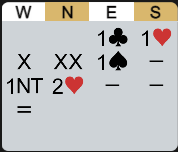 W N E S
1♣ 1♥
X XX 1♠ –
1NT 2♥ – –
=